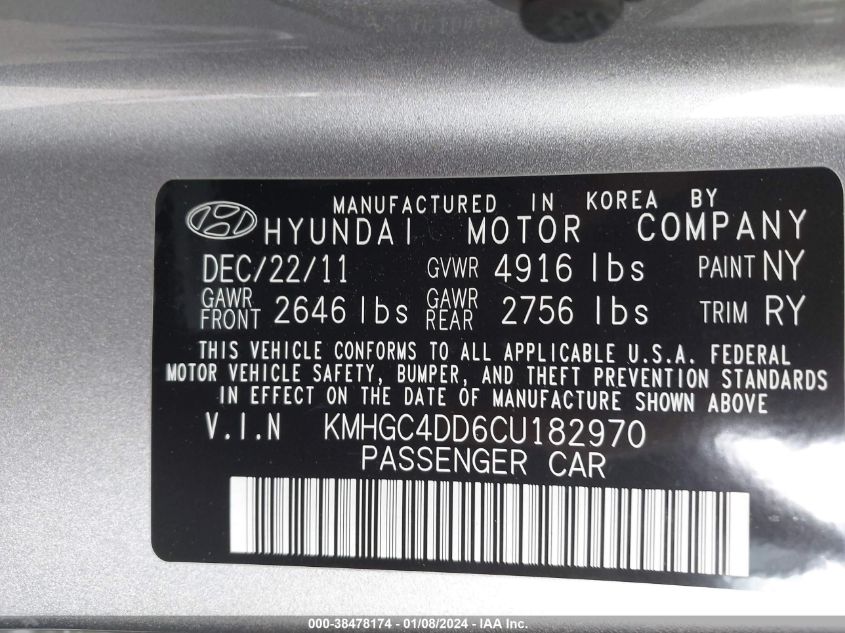 MANUFACTURED IN KOREA BY
HYUNDAI MOTOR COMPANY
DEC/22/11 GVWR 4916 lbs PAINT NY
GAWR FRONT 2646 lbs GAWR REAR 2756 lbs TRIM RY
THIS VEHICLE CONFORMS TO ALL APPLICABLE U.S.A. FEDERAL
MOTOR VEHICLE SAFETY, BUMPER, AND THEFT PREVENTION STANDARDS
IN EFFECT ON THE DATE OF MANUFACTURE SHOWN ABOVE
V.I.N KMHGC4DD6CU182970
PASSENGER CAR
000-38478174 - 01/08/2024 - IAA Inc.